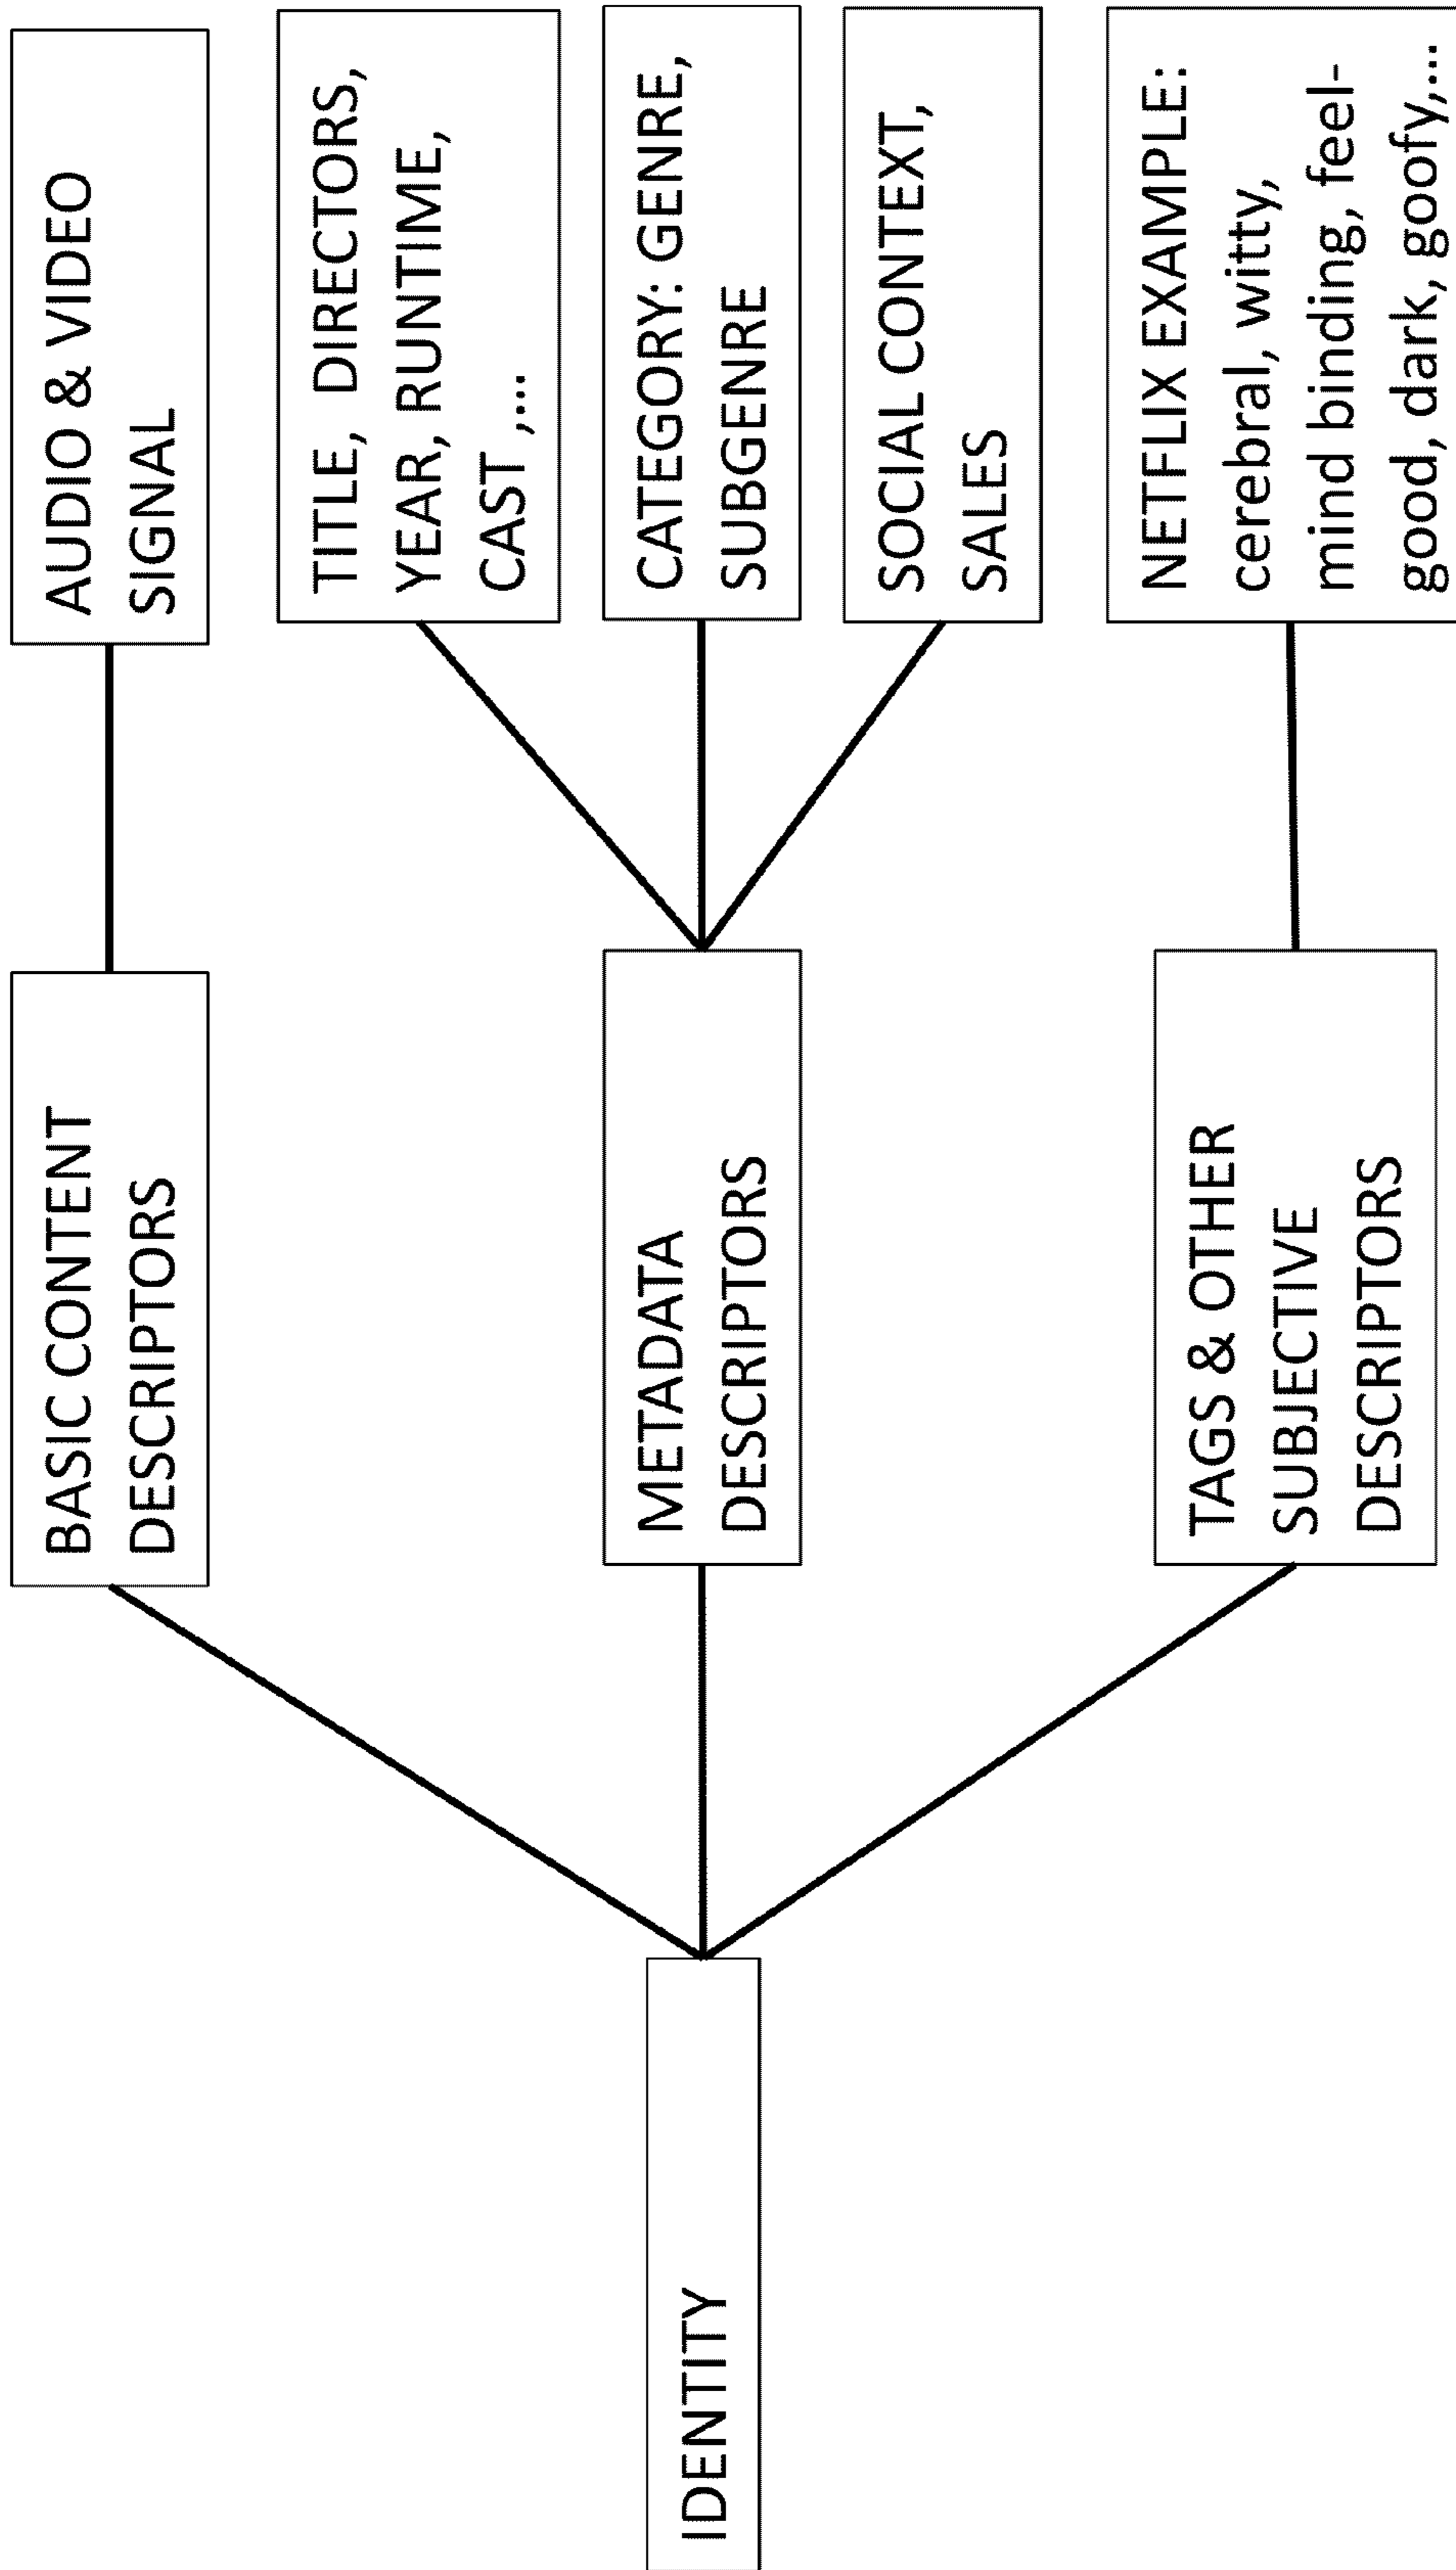 IDENTITY
BASIC CONTENT
DESCRIPTORS
AUDIO & VIDEO
SIGNAL
METADATA
DESCRIPTORS
TITLE, DIRECTORS,
YEAR, RUNTIME,
CAST ,...
CATEGORY: GENRE,
SUBGENRE
SOCIAL CONTEXT,
SALES
TAGS & OTHER
SUBJECTIVE
DESCRIPTORS
NETFLIX EXAMPLE:
cerebral, witty,
mind binding, feel-
good, dark, goofy,...